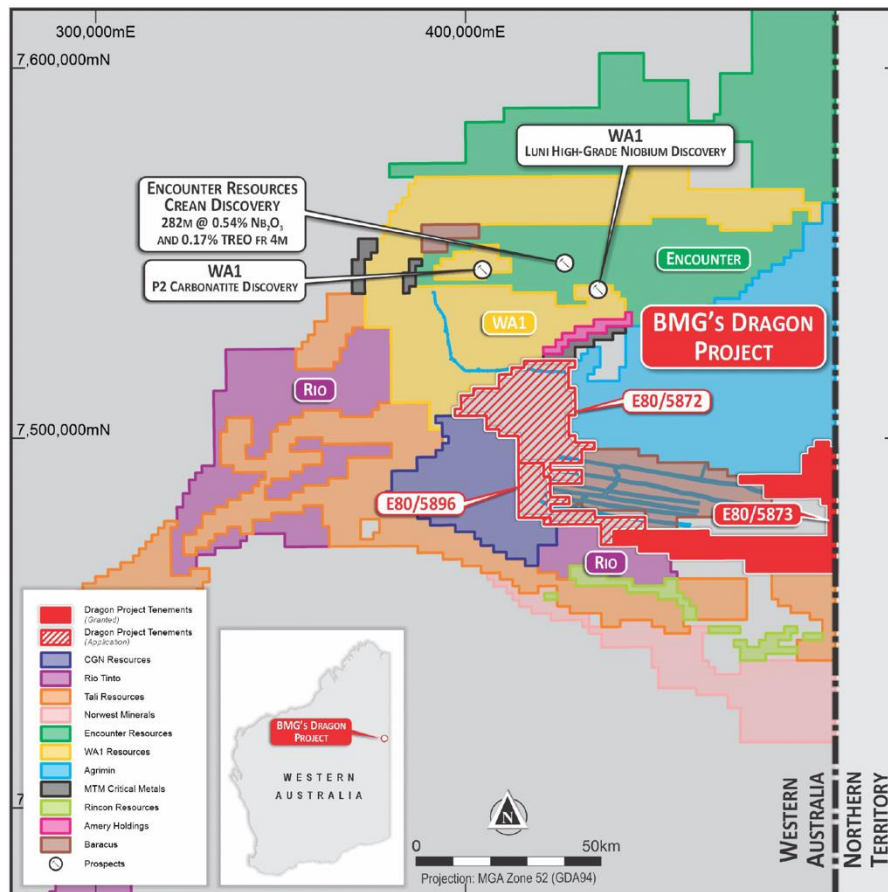 300,000mE
400,000mE
7,600,000mN
WA1
LUNI HIGH-GRADE NIOBIUM DISCOVERY
ENCOUNTER RESOURCES
CREAN DISCOVERY
282M @ 0.54% NB₂O₃
AND 0.17% TREO FR 4M
WA1
P2 CARBONATITE DISCOVERY
ENCOUNTER
WA1
BMG'S DRAGON
PROJECT
RIO
E80/5872
7,500,000mN
E80/5896
E80/5873
RIO
Dragon Project Tenements
(Granted)
Dragon Project Tenements
(Application)
CGN Resources
Rio Tinto
Tali Resources
Norwest Minerals
Encounter Resources
WA1 Resources
Agrimin
MTM Critical Metals
Rincon Resources
Amery Holdings
Baracus
Prospects
BMG'S DRAGON
PROJECT
WESTERN
AUSTRALIA
N
0
50km
Projection: MGA Zone 52 (GDA94)
WESTERN
AUSTRALIA
NORTHERN
TERRITORY